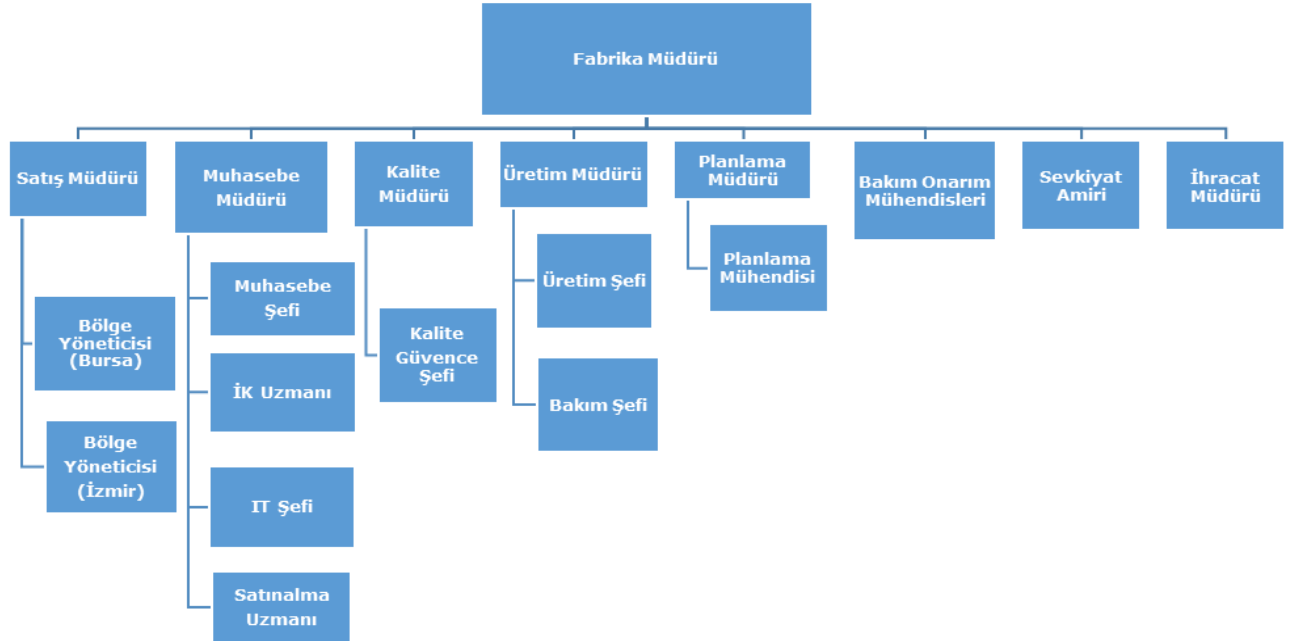 Fabrika Müdürü
Satış Müdürü
Muhasebe
Müdürü
Kalite
Müdürü
Üretim Müdürü
Planlama
Müdürü
Bakım Onarım
Mühendisleri
Sevkiyat
Amiri
İhracat
Müdürü
Bölge
Yöneticisi
(Bursa)
Bölge
Yöneticisi
(İzmir)
Muhasebe
Şefi
İK Uzmanı
IT Şefi
Satınalma
Uzmanı
Kalite
Güvence
Şefi
Üretim Şefi
Bakım Şefi
Planlama
Mühendisi